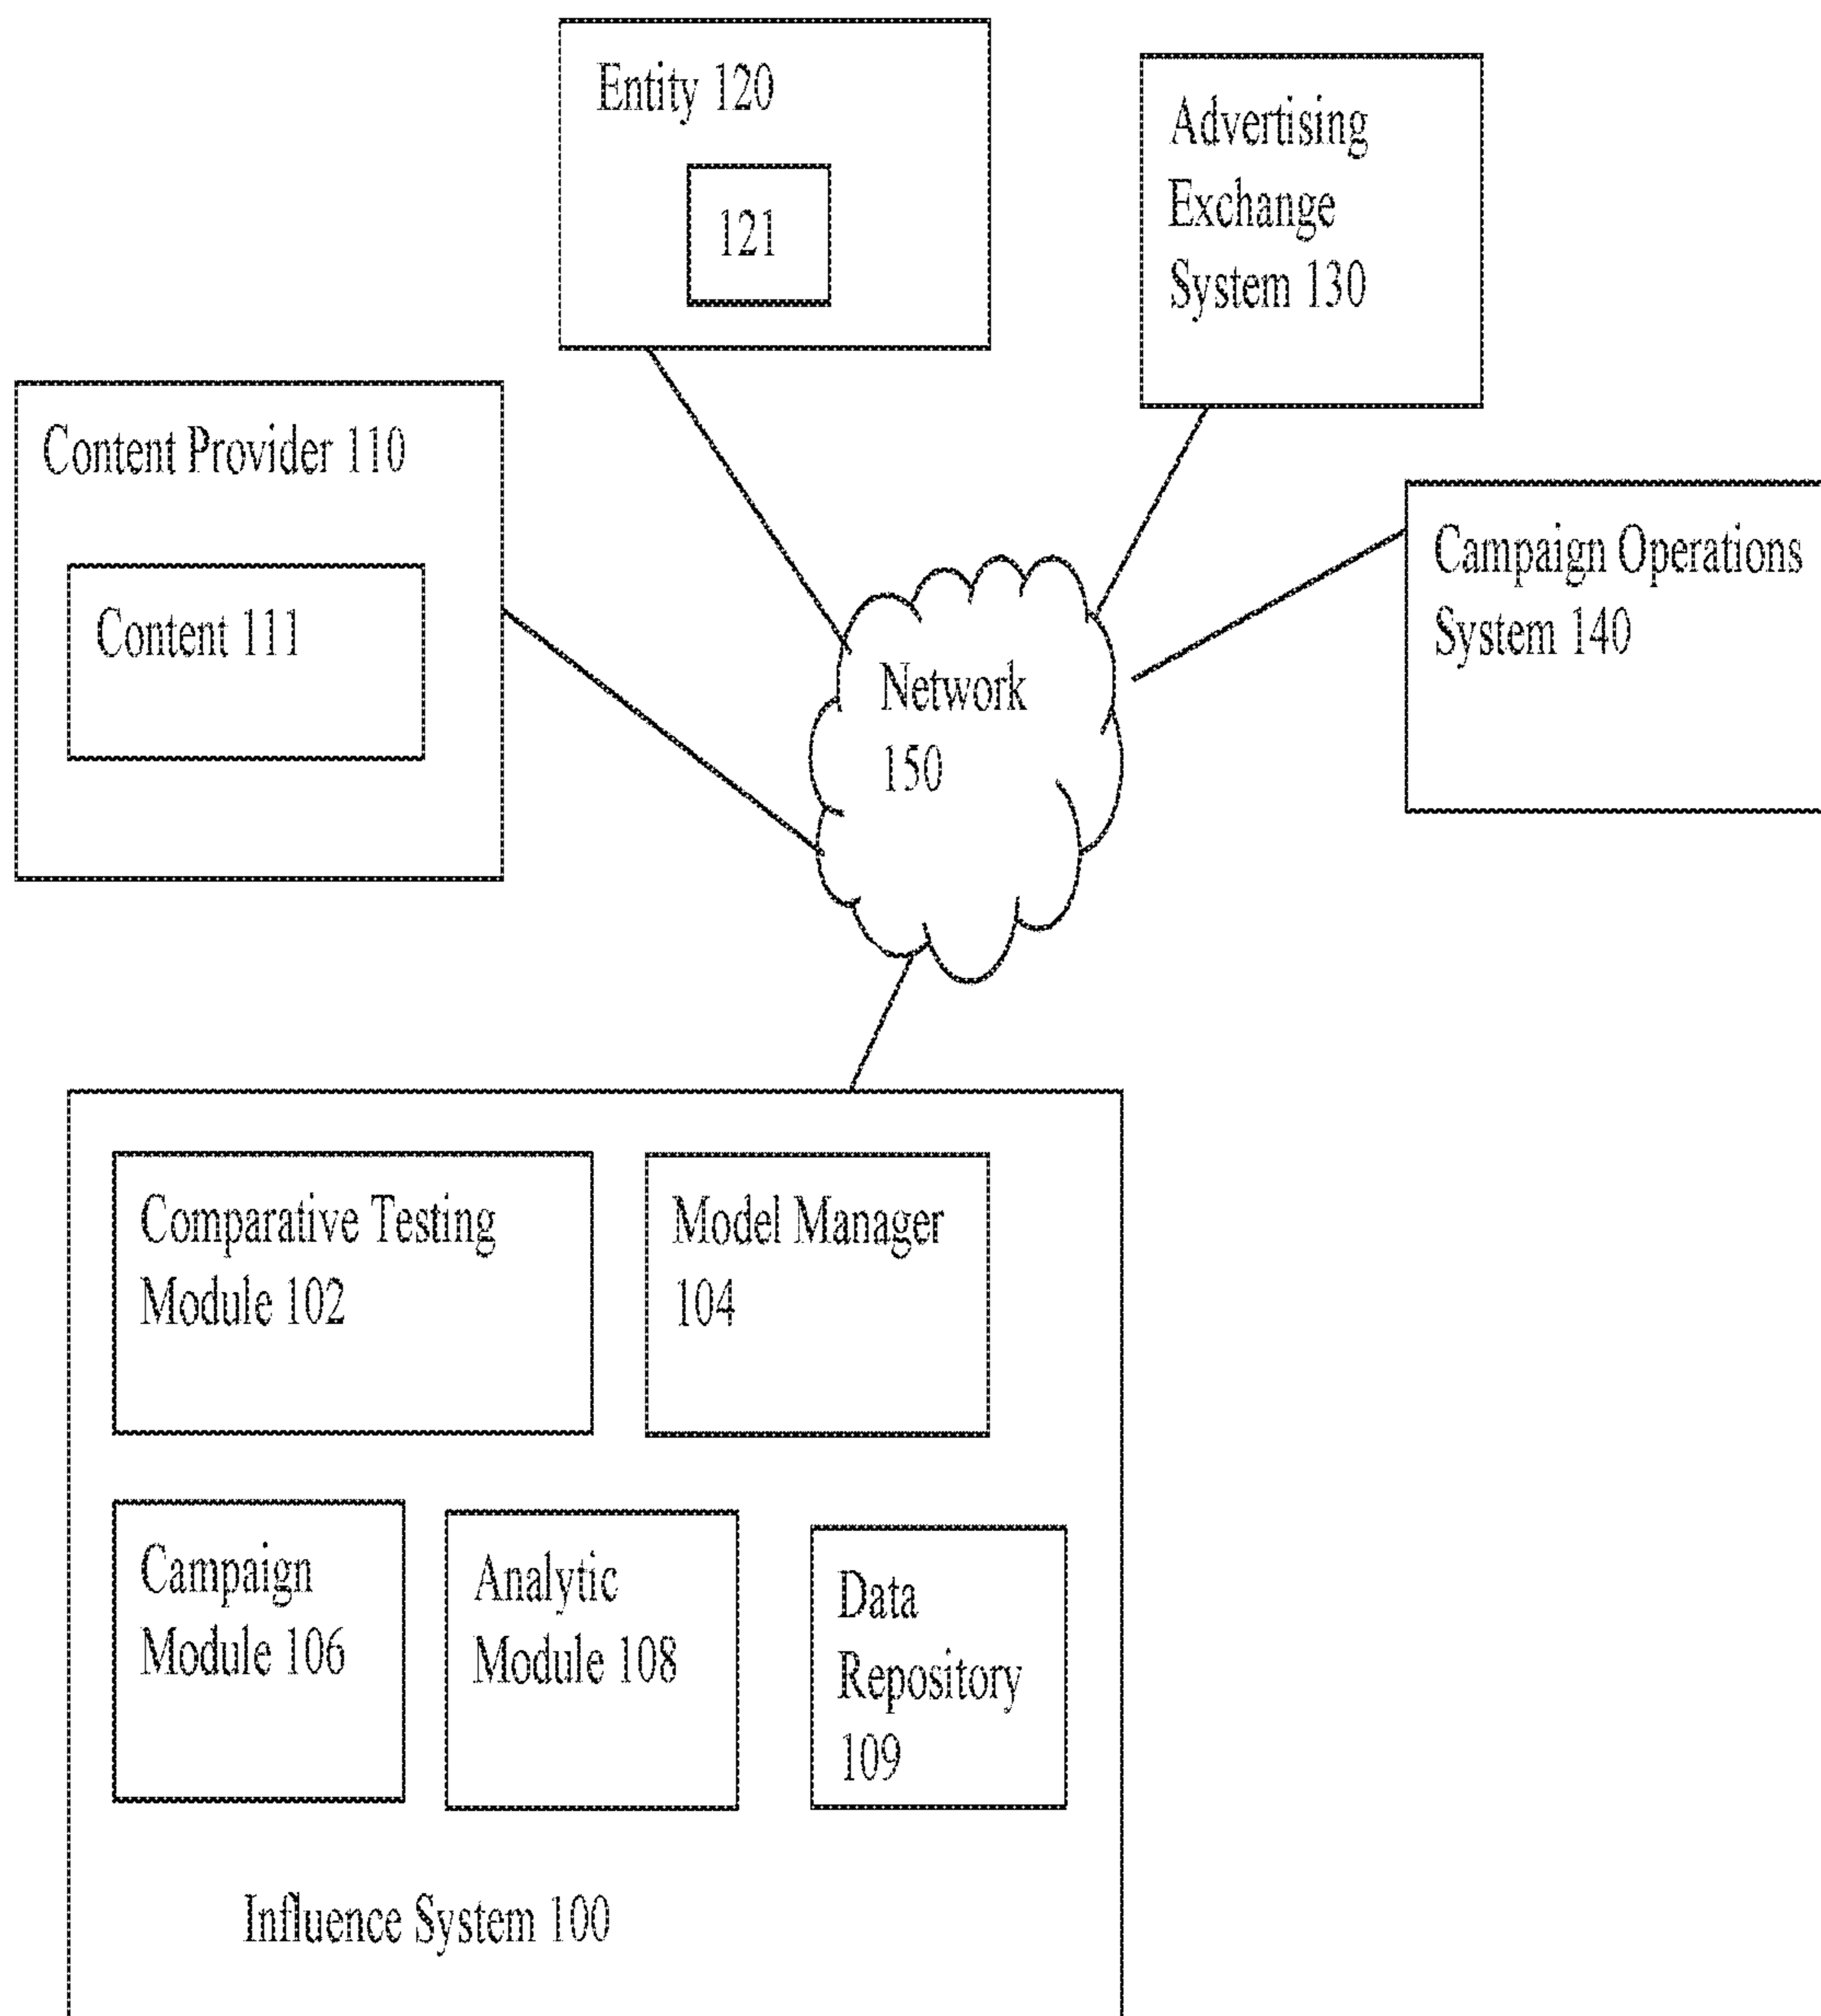 Entity 120
121
Advertising
Exchange
System 130
Content Provider 110
Content 111
Campaign Operations
System 140
Network
150
Comparative Testing
Module 102
Model Manager
104
Campaign
Module 106
Analytic
Module 108
Data
Repository
109
Influence System 100